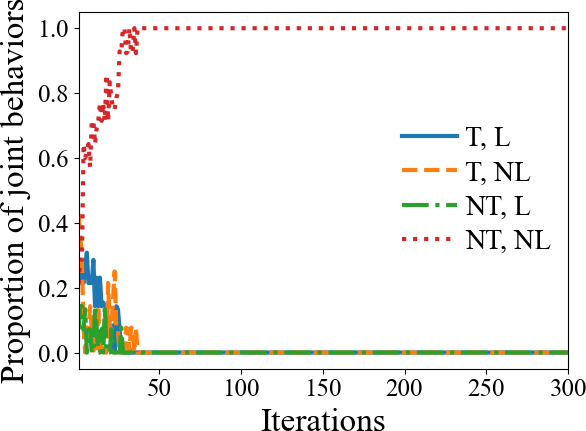 Proportion of joint behaviors
1.0
0.8
0.6
0.4
0.2
0.0
T, L
T, NL
NT, L
NT, NL
50 100 150 200 250 300
Iterations